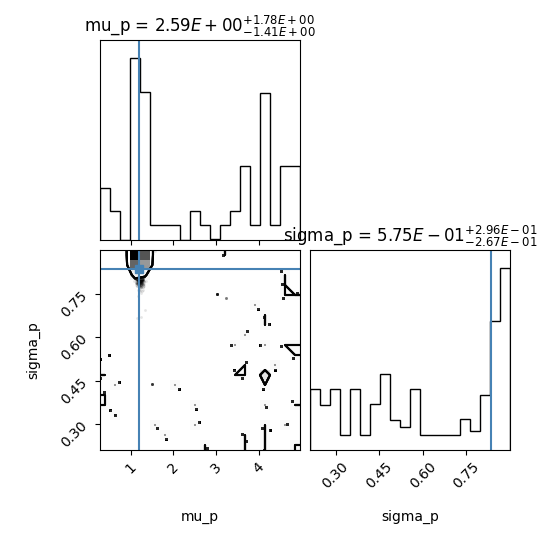 mu_p = 2.59E + 00+1.78E+00
−1.41E+00
sigma_p = 5.75E − 01+2.96E−01
−2.67E−01
sigma_p
0.75
0.60
0.45
0.30
1 2 3 4
0.30 0.45 0.60 0.75
mu_p sigma_p